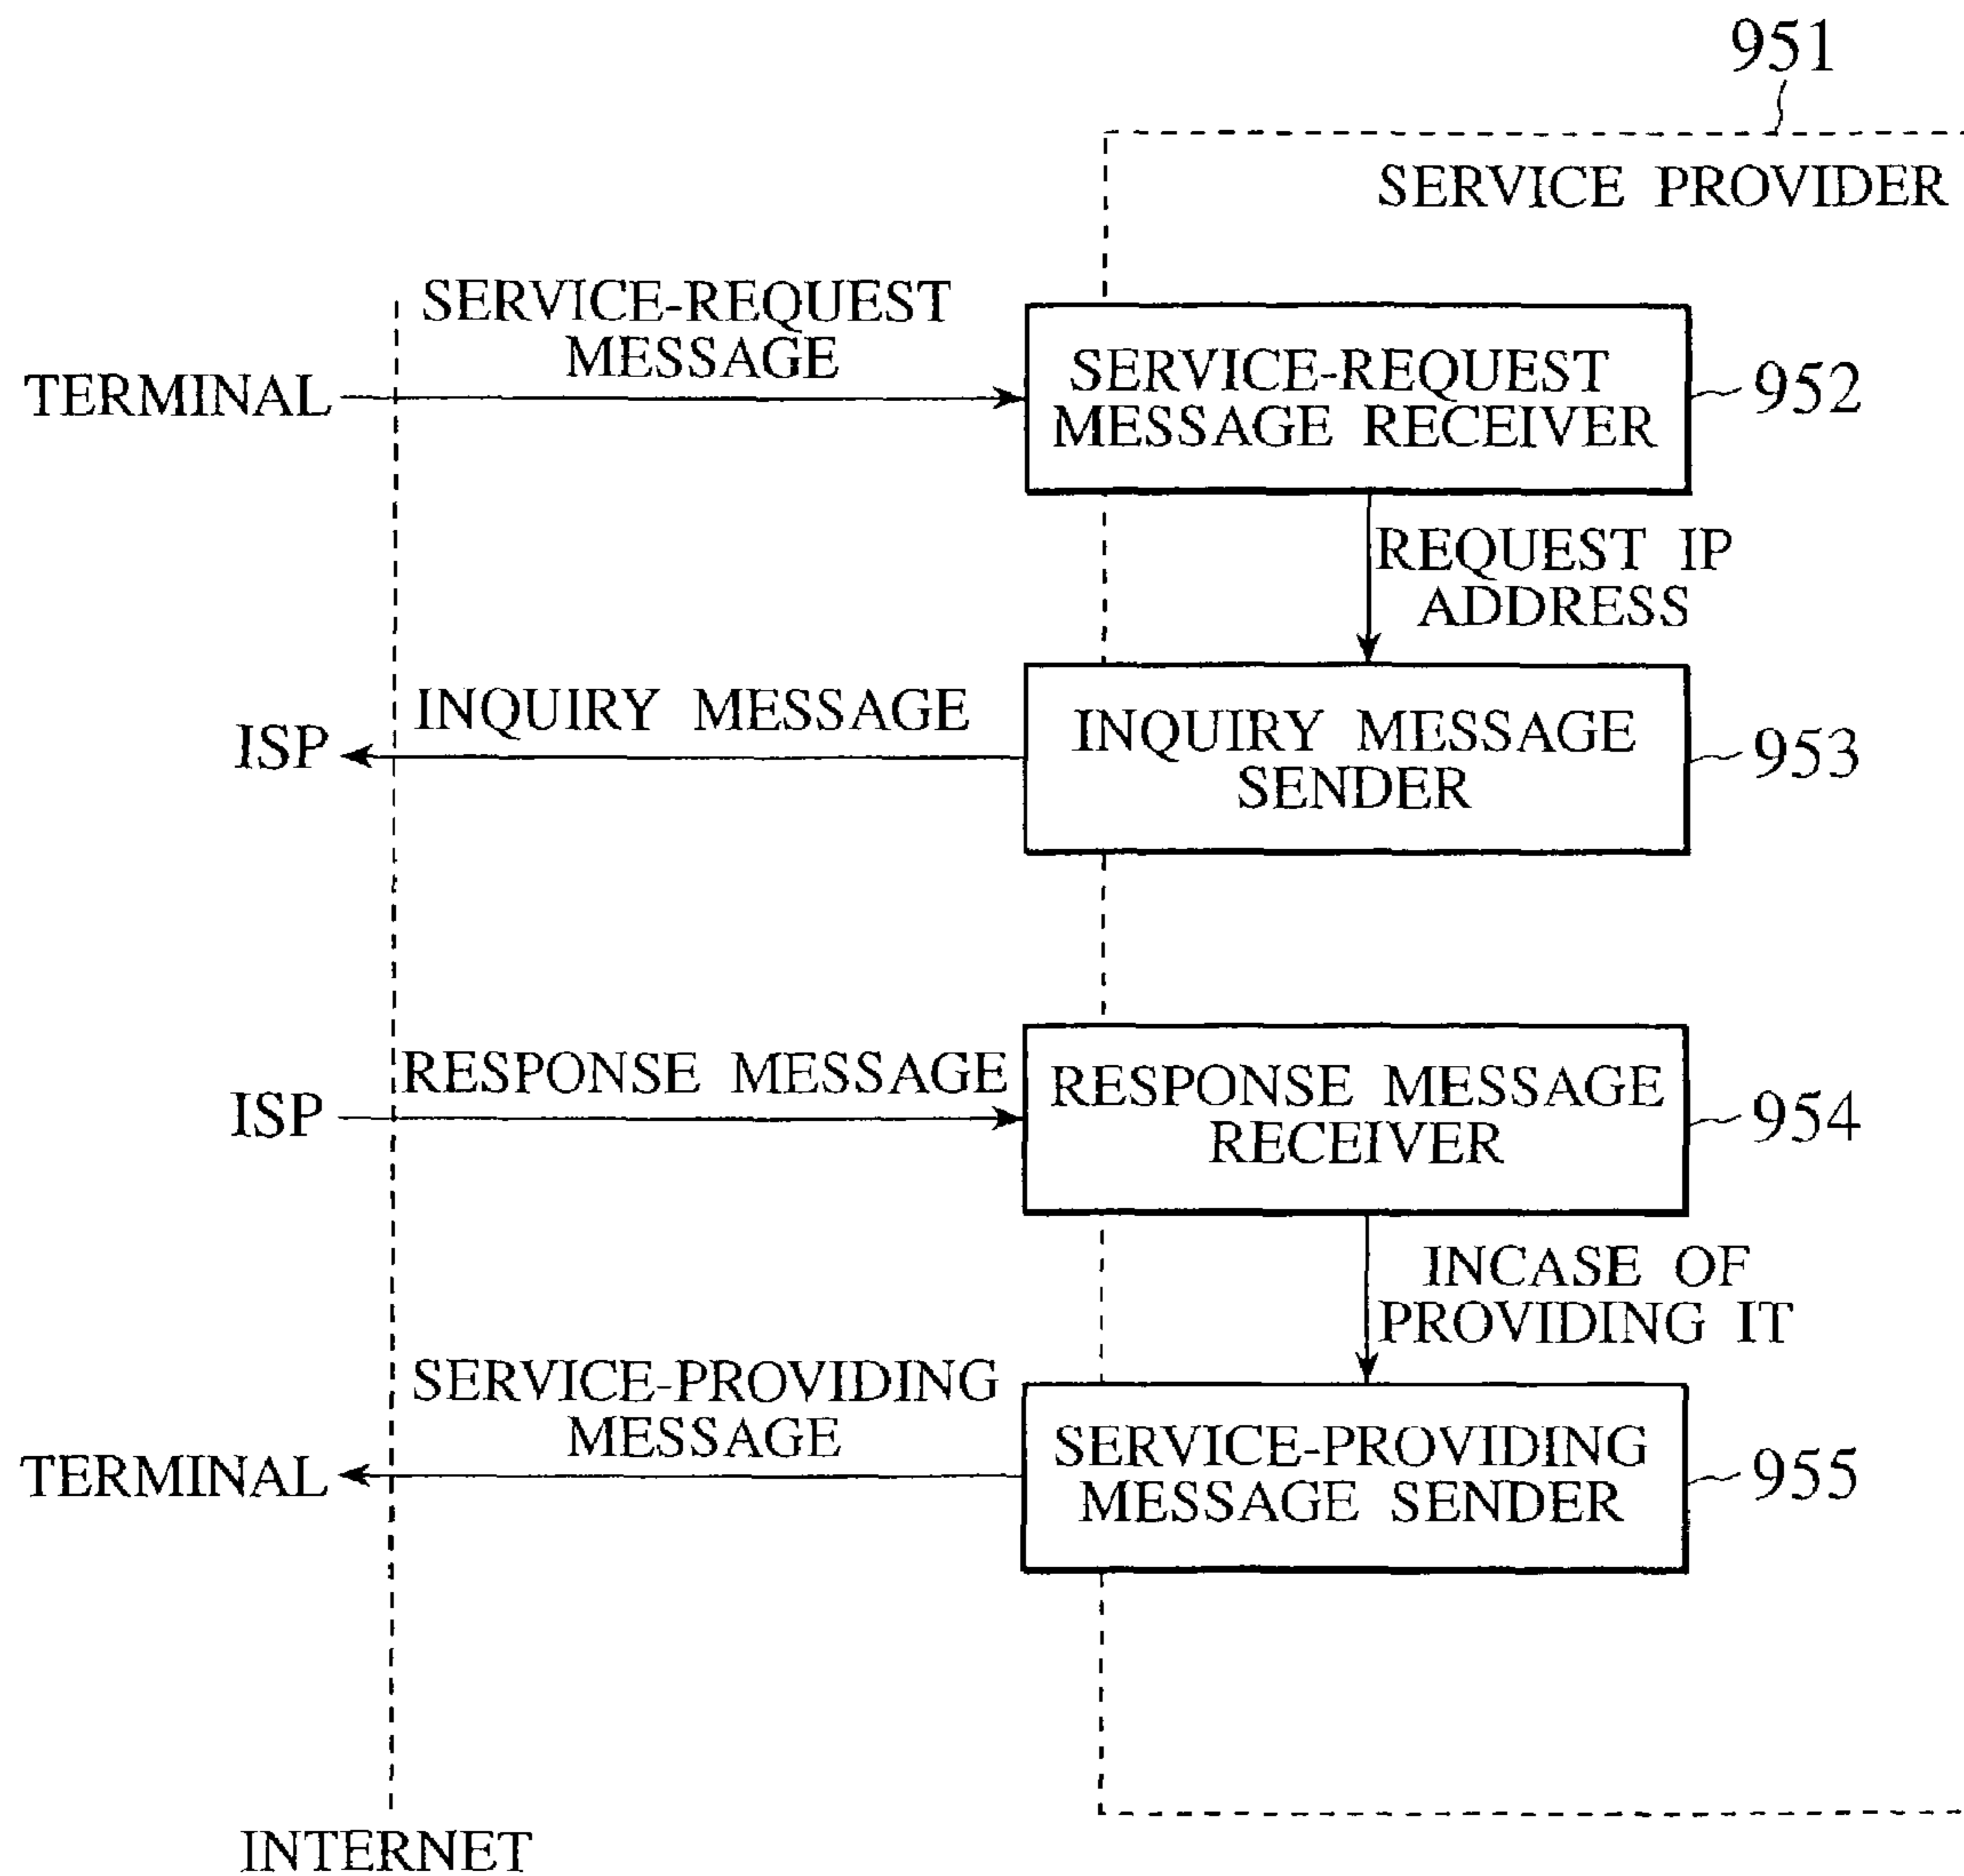 951
SERVICE PROVIDER
SERVICE-REQUEST
MESSAGE
TERMINAL
SERVICE-REQUEST
MESSAGE RECEIVER
952
REQUEST IP
ADDRESS
ISP
INQUIRY MESSAGE
INQUIRY MESSAGE
SENDER
953
ISP
RESPONSE MESSAGE
RESPONSE MESSAGE
RECEIVER
954
INCASE OF
PROVIDING IT
SERVICE-PROVIDING
MESSAGE
TERMINAL
SERVICE-PROVIDING
MESSAGE SENDER
955
INTERNET